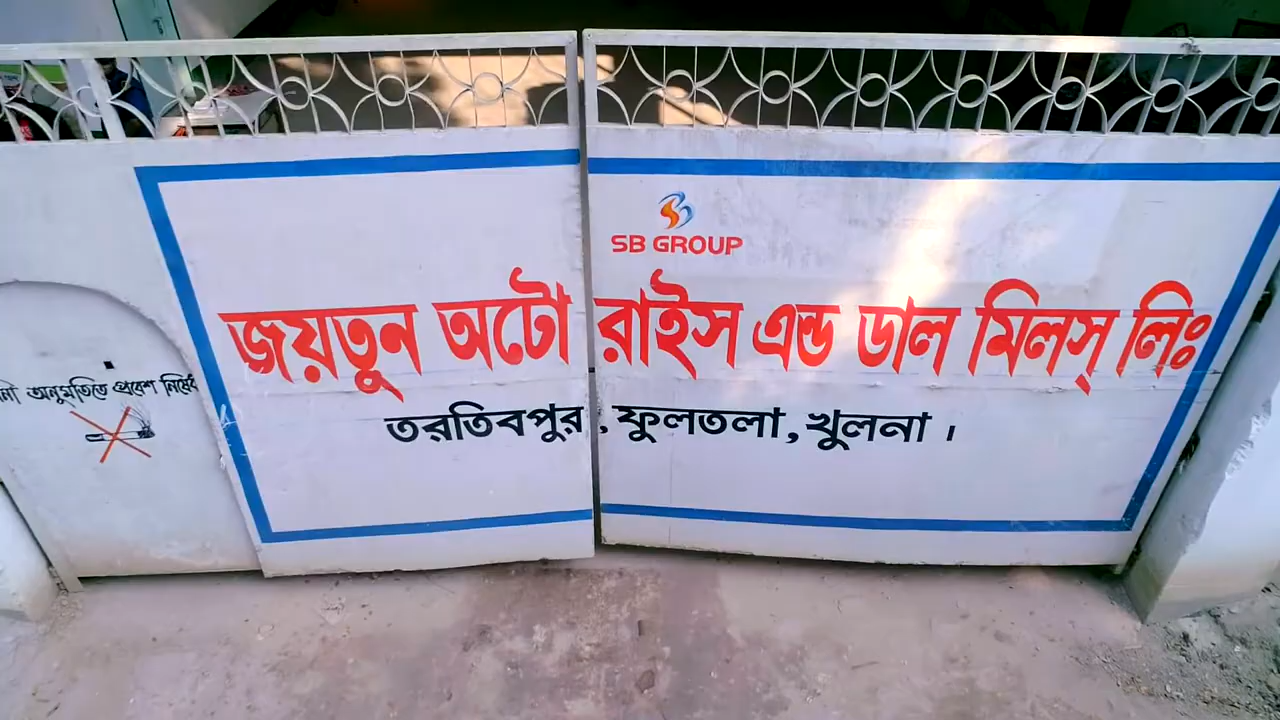 SB GROUP
জয়তুন অটো রাইস এন্ড ডাল মিলস্ লিঃ
তরতিবপুর, ফুলতলা, খুলনা।
অনুমতিতে প্রবেশ নিষেধ